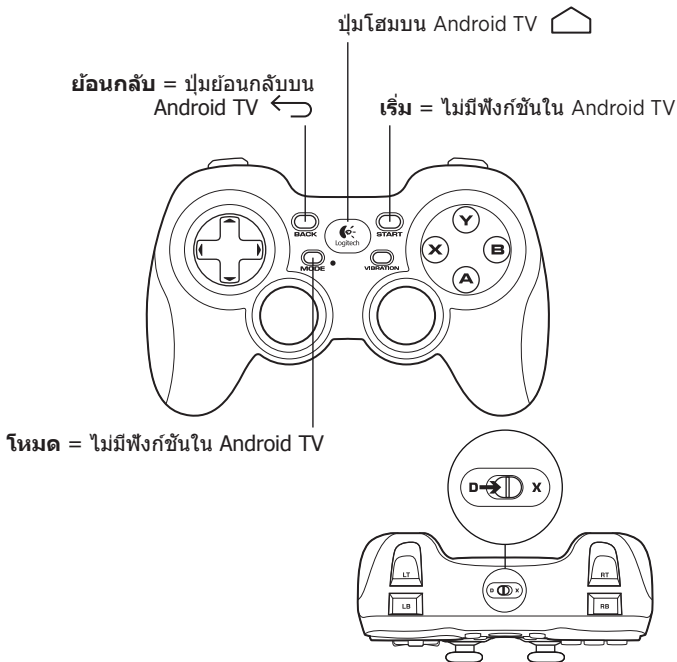 ปุ่มโฮมบน Android TV
ย้อนกลับ = ปุ่มย้อนกลับบน
Android TV
เริ่ม = ไม่มีฟังก์ชันใน Android TV
BACK
Logitech
START
MODE
VIBRATION
Y
X
B
A
โหมด = ไม่มีฟังก์ชันใน Android TV
D X
LT
RT
D X
LB
RB